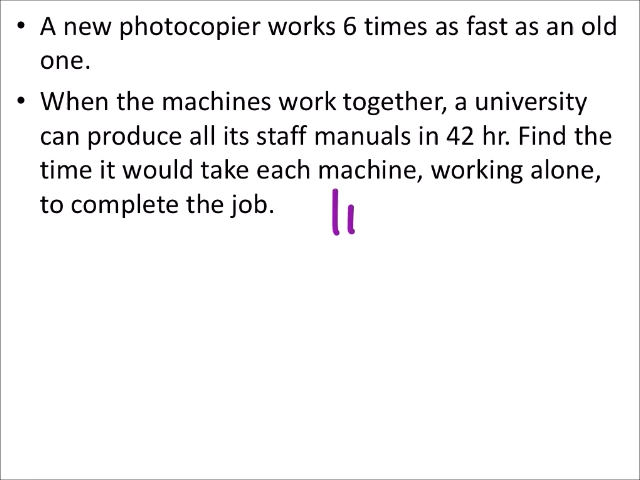 • A new photocopier works 6 times as fast as an old
one.
• When the machines work together, a university
can produce all its staff manuals in 42 hr. Find the
time it would take each machine, working alone,
to complete the job.